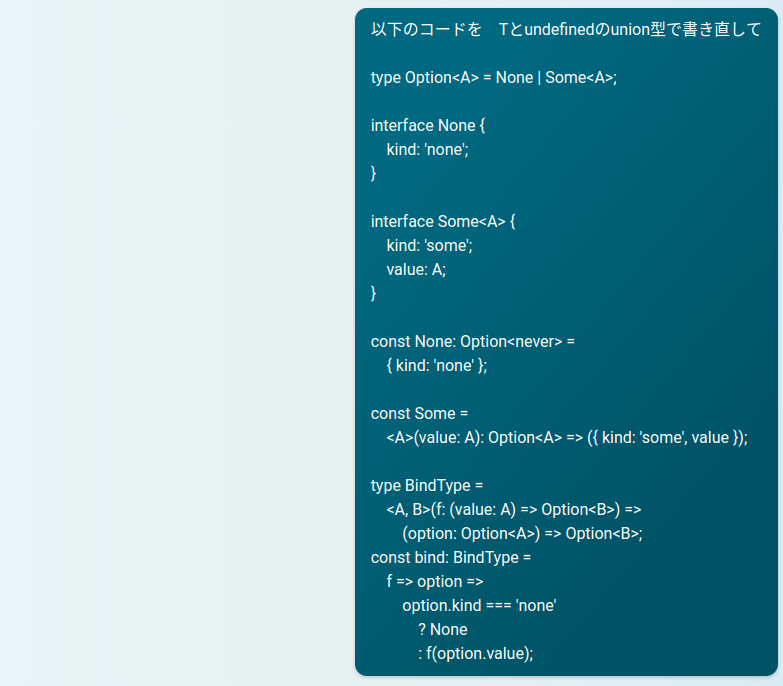 以下のコードを　Tとundefinedのunion型で書き直して
type Option<A> = None | Some<A>;
interface None {
kind: 'none';
}
interface Some<A> {
kind: 'some';
value: A;
}
const None: Option<never> =
{ kind: 'none' };
const Some =
<A>(value: A): Option<A> => ({ kind: 'some', value });
type BindType =
<A, B>(f: (value: A) => Option<B>) =>
(option: Option<A>) => Option<B>;
const bind: BindType =
f => option =>
option.kind === 'none'
? None
: f(option.value);